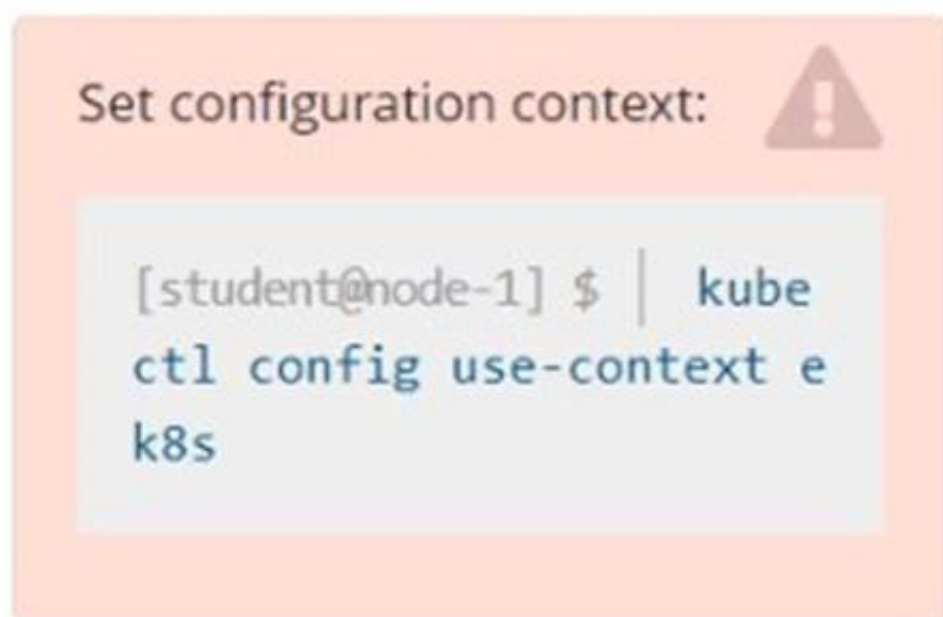 Set configuration context:
[student@node-1] $ | kube
ctl config use-context e
k8s